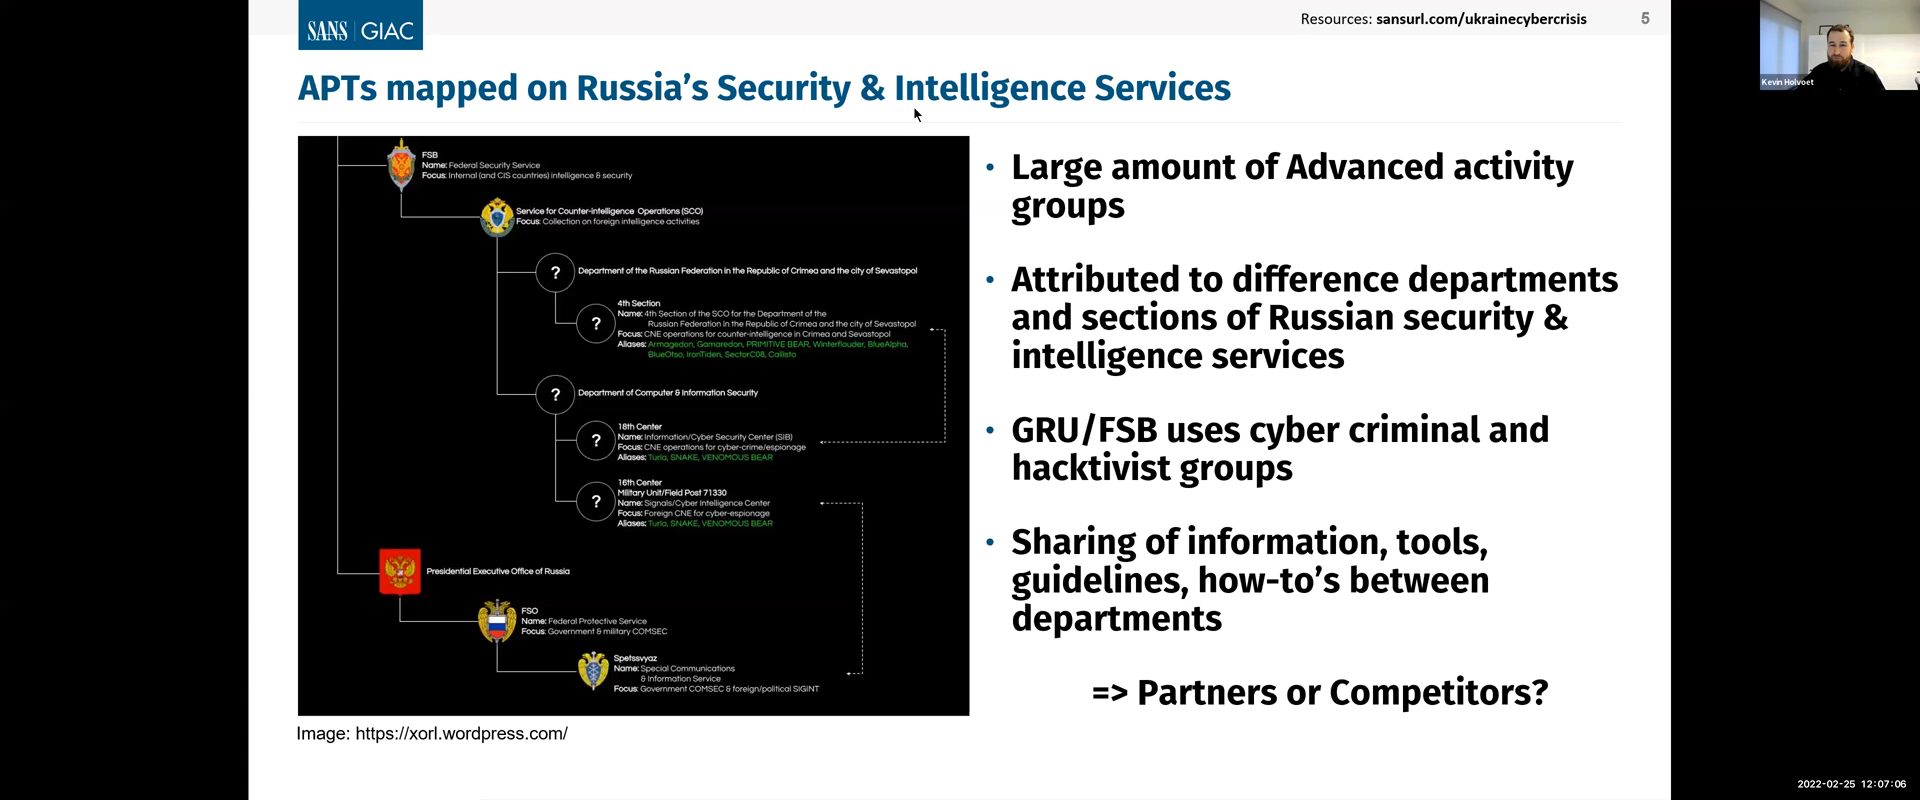 SANS GIAC
Resources: sansurl.com/ukrainecybercrisis
5
Kevin Holvoet
APTs mapped on Russia's Security & Intelligence Services
FSB
Name: Federal Security Service
Focus: Internal (and CIS countries) intelligence & security
Service for Counter-intelligence Operations (SCO)
Focus: Collection on foreign intelligence activities
?
Department of the Russian Federation in the Republic of Crimea and the city of Sevastopol
?
4th Section
Name: 4th Section of the SCO for the Department of the
Russian Federation in the Republic of Crimea and the city of Sevastopol
Focus: CNE operations for counter-intelligence in Crimea and Sevastopol
Aliases: Armagedon, Gamaredon, PRIMITIVE BEAR, Winterflouder, BlueAlpha,
BlueOtso, IronTiden, SectorC08, Callisto
?
Department of Computer & Information Security
?
18th Center
Name: Information/Cyber Security Center (SIB)
Focus: CNE operations for cyber-crime/espionage
Aliases: Turla, SNAKE, VENOMOUS BEAR
?
16th Center
Military Unit/Field Post 71330
Name: Signals/Cyber Intelligence Center
Focus: Foreign CNE for cyber-espionage
Aliases: Turla, SNAKE, VENOMOUS BEAR
Presidential Executive Office of Russia
FSO
Name: Federal Protective Service
Focus: Government & military COMSEC
Spetssvyaz
Name: Special Communications
& Information Service
Focus: Government COMSEC & foreign/political SIGINT
Image: https://xorl.wordpress.com/
• Large amount of Advanced activity
groups
• Attributed to difference departments
and sections of Russian security &
intelligence services
• GRU/FSB uses cyber criminal and
hacktivist groups
• Sharing of information, tools,
guidelines, how-to's between
departments
=> Partners or Competitors?
2022-02-25 12:07:06